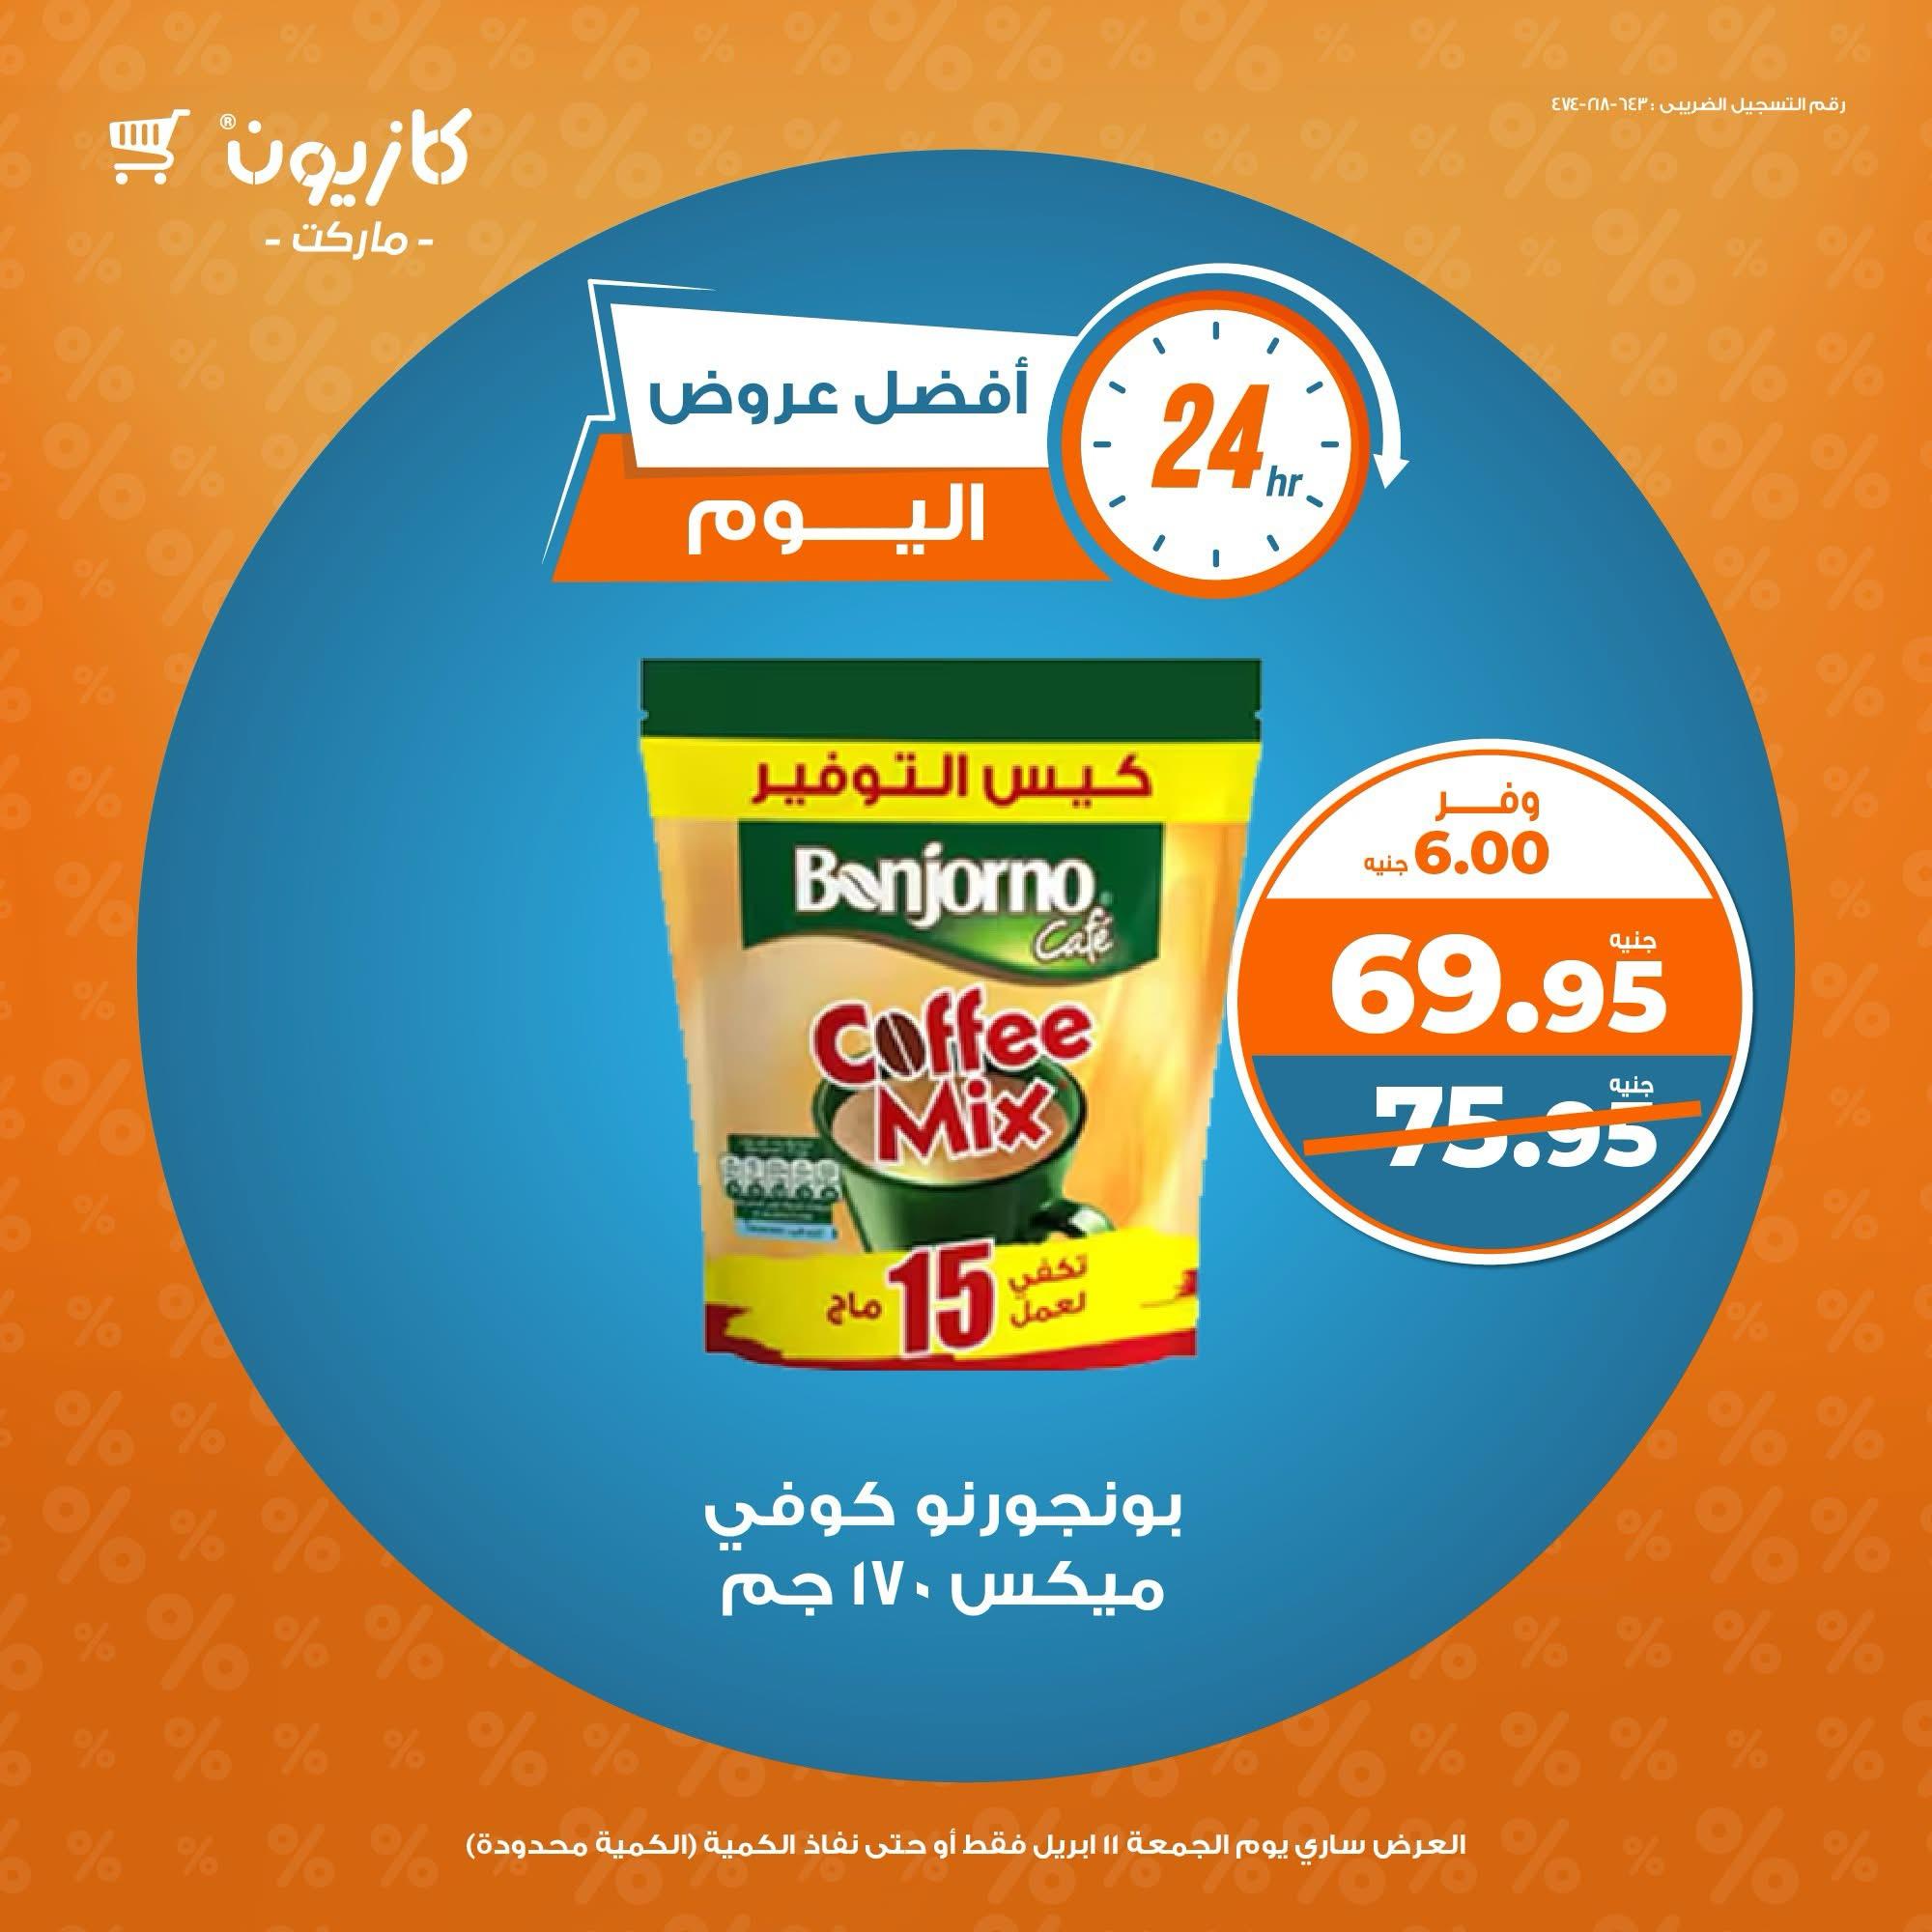 رقم التسجيل الضريبى : ٦٤٣-٢١٨-٤٧٤
كازيون®
- ماركت -
أفضل عروض
اليـــــوم
24 hr
كيس التوفير
Bonjorno
Café
Coffee
Mix
تكفي
لعمل
15
ماج
وفـــر
6.00 جنيه
69.95 جنيه
75.95 جنيه
بونجورنو كوفي
ميكس ١٧٠ جم
العرض ساري يوم الجمعة ١١ ابريل فقط أو حتى نفاذ الكمية (الكمية محدودة)